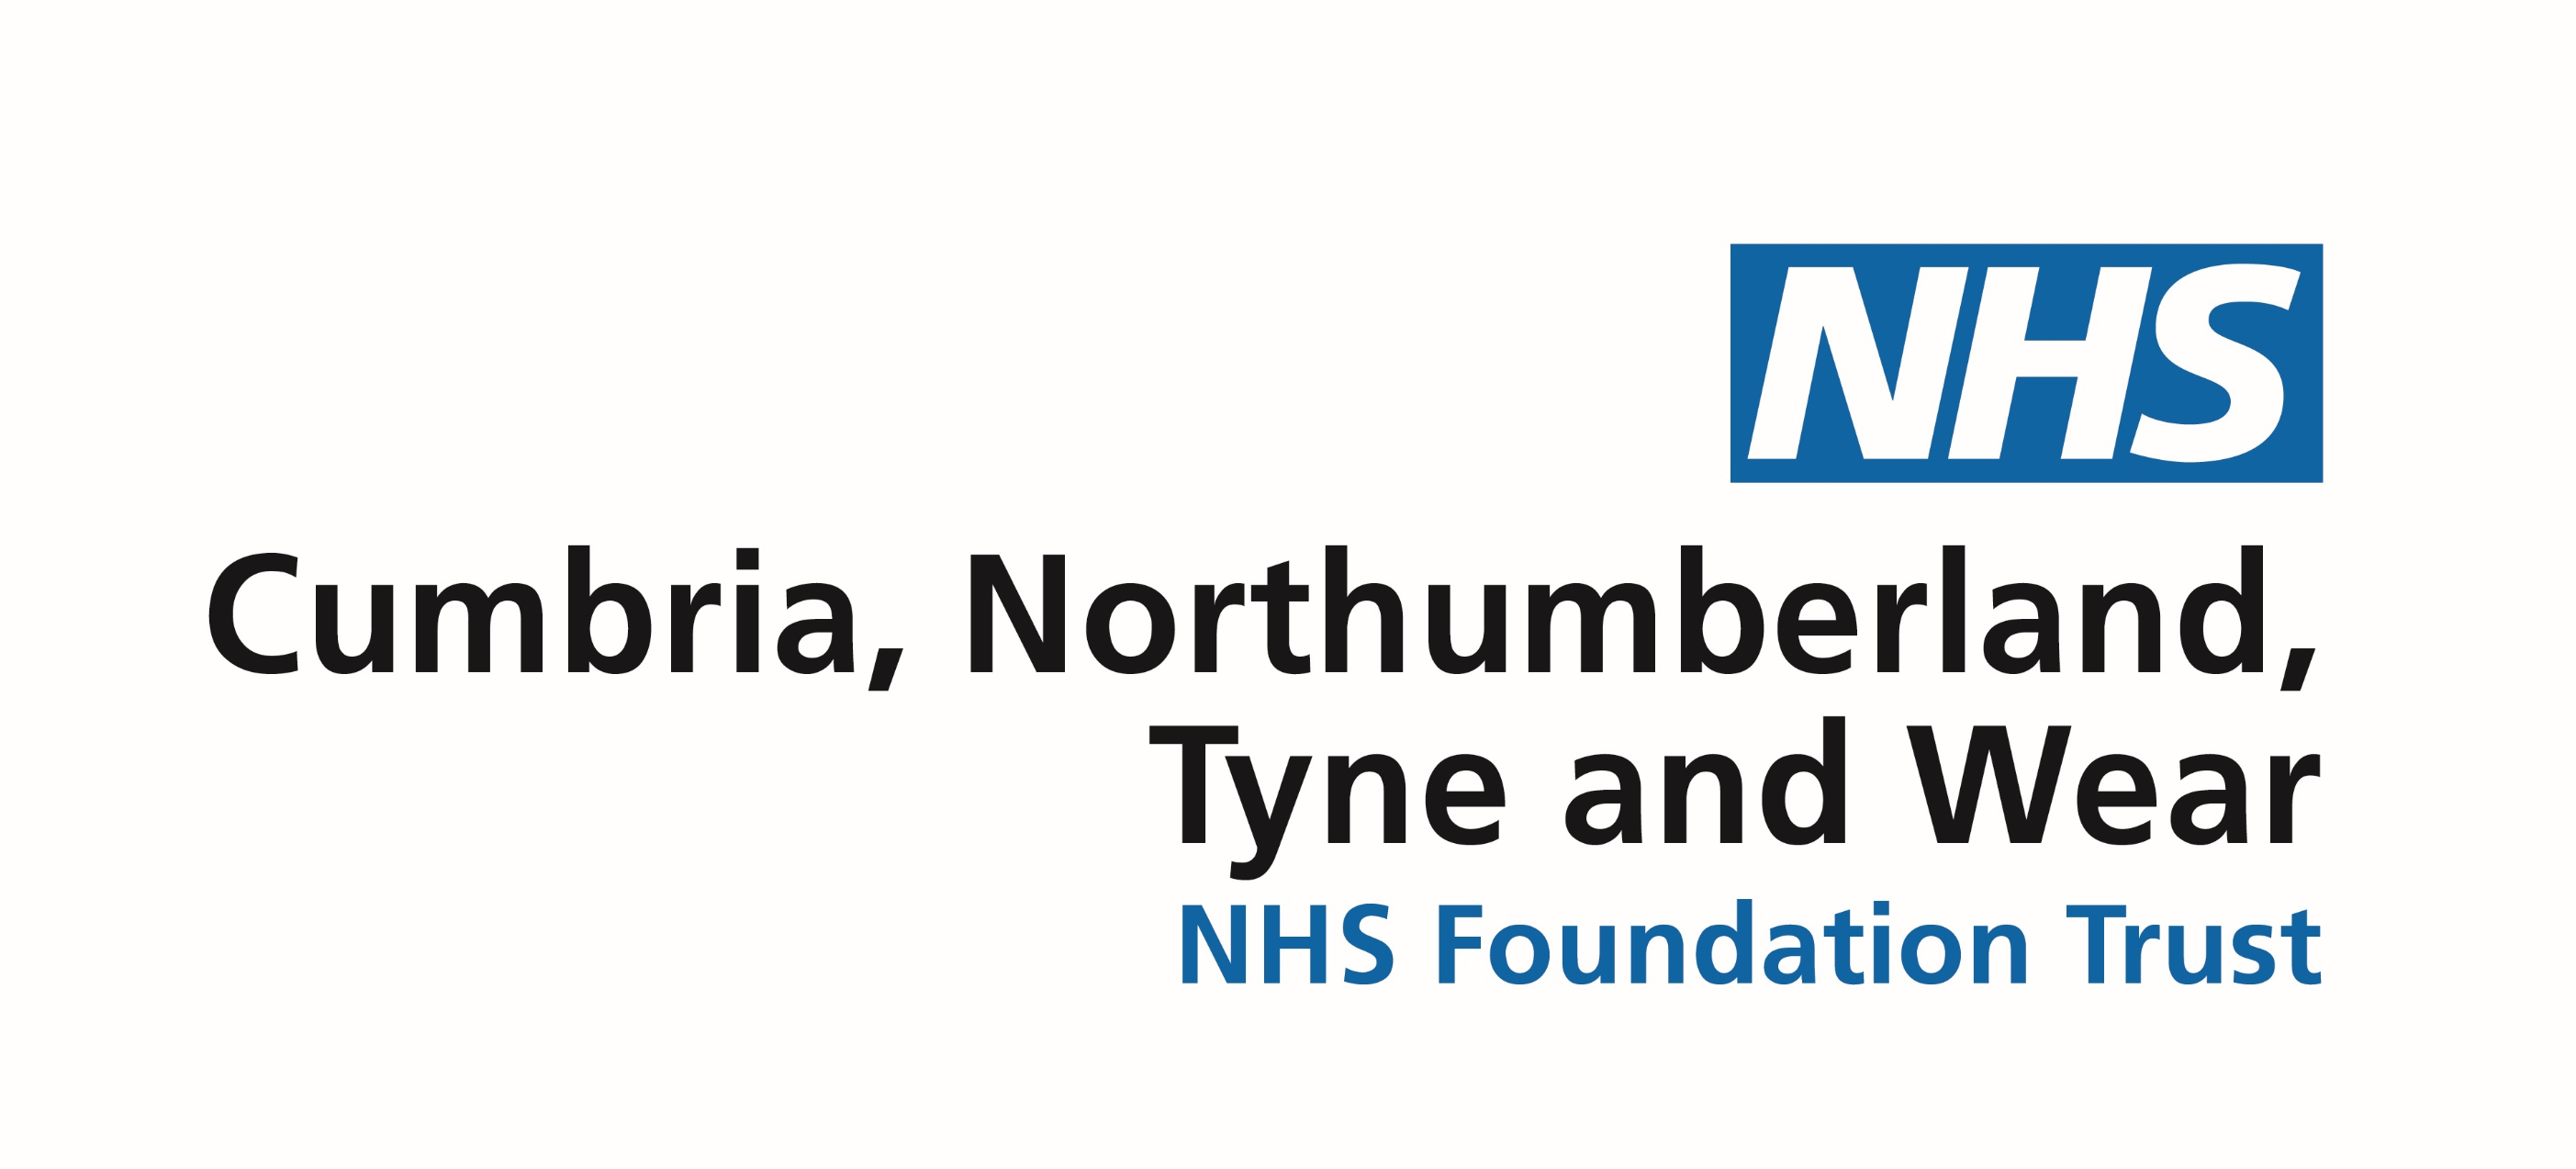 NHS
Cumbria, Northumberland,
Tyne and Wear
NHS Foundation Trust